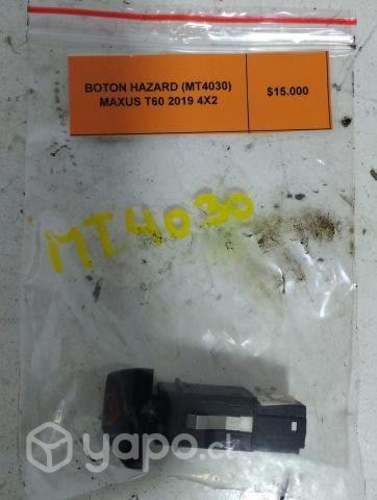 BOTON HAZARD (MT4030)
MAXUS T60 2019 4X2
$15.000
MT4030
yapo.cl